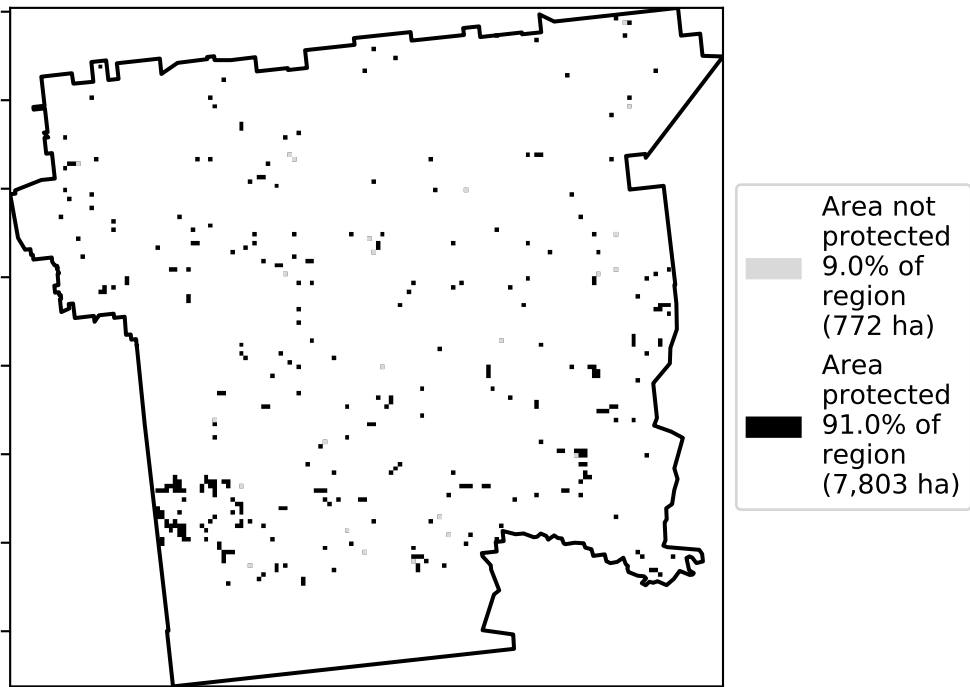 Area not
protected
9.0% of
region
(772 ha)
Area
protected
91.0% of
region
(7,803 ha)